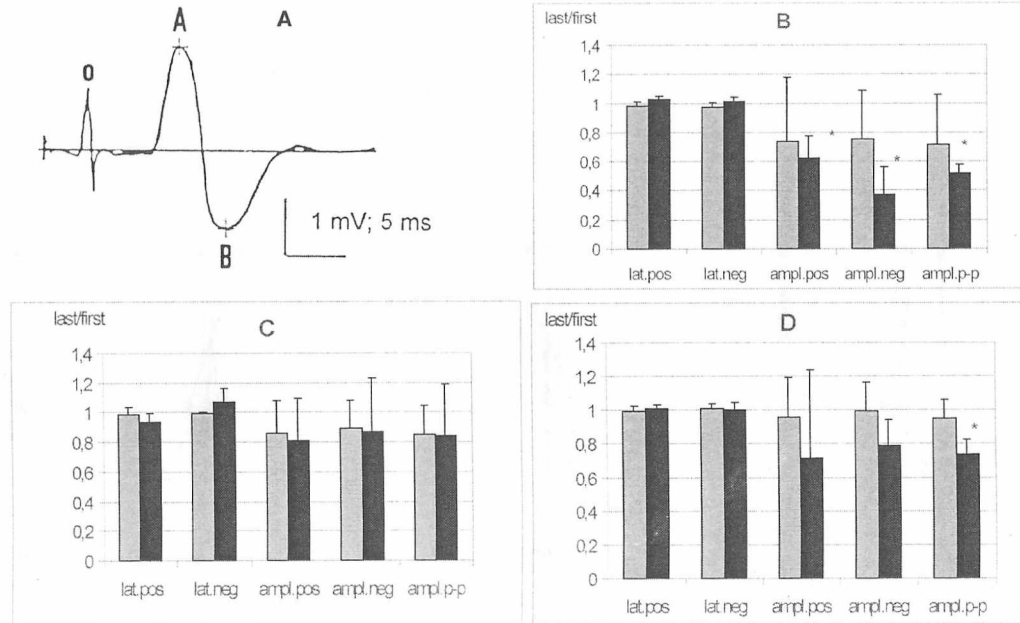 A
A
O
B
1 mV; 5 ms
last/first
B
1,4
1,2
1
0,8
0,6
0,4
0,2
0
*
*
*
lat.pos lat.neg ampl.pos ampl.neg ampl.p-p
last/first
C
1,4
1,2
1
0,8
0,6
0,4
0,2
0
lat.pos lat.neg ampl.pos ampl.neg ampl.p-p
last/first
D
1,4
1,2
1
0,8
0,6
0,4
0,2
0
*
lat.pos lat.neg ampl.pos ampl.neg ampl.p-p